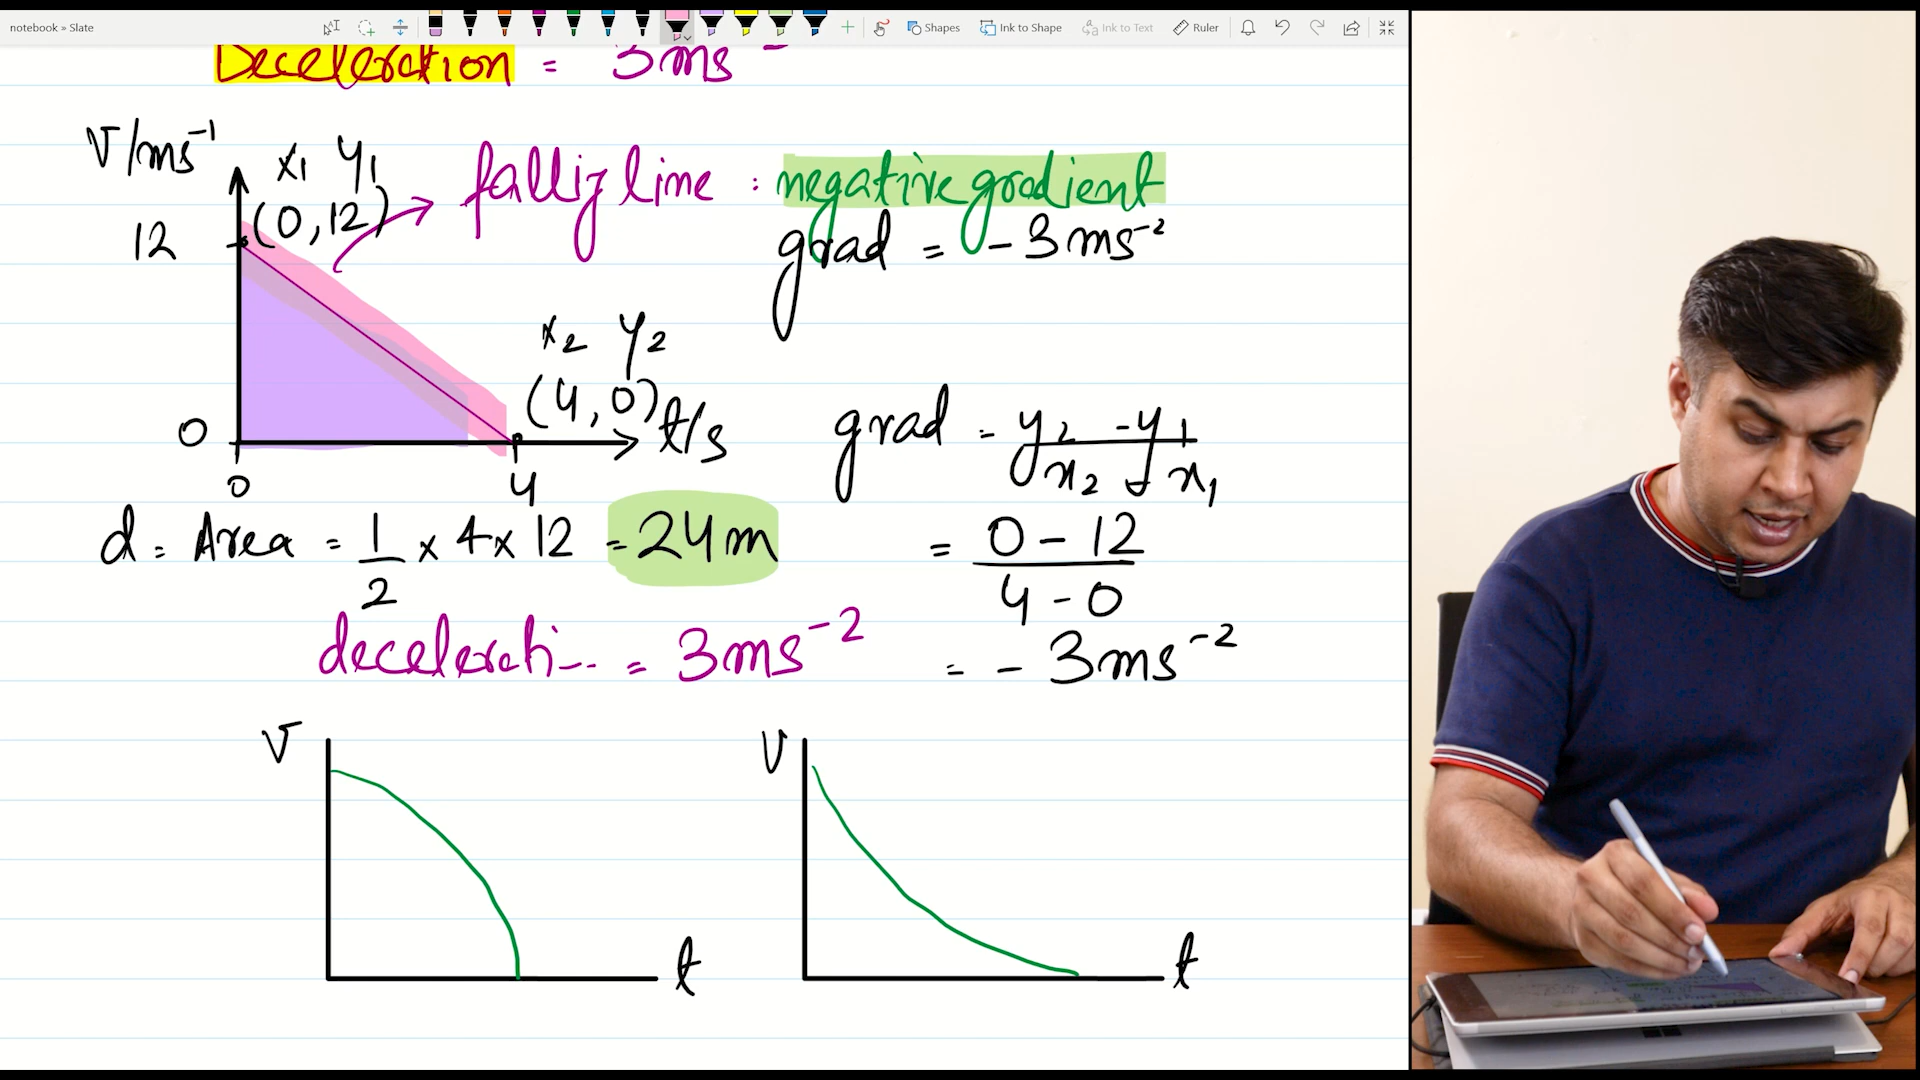 notebook » Slate
Shapes
Ink to Shape
Ink to Text
Ruler
Deceleration = 3ms⁻
V/ms⁻¹
x₁ y₁
(0,12)
falling line : negative gradient
12
grad = -3ms⁻²
x₂ y₂
(4,0)
0
t/s
0
4
grad = y₂ - y₁
x₂ - x₁
d = Area = 1/2 x 4 x 12 = 24m
= 0 - 12
4 - 0
decelerati... = 3ms⁻²
= - 3ms⁻²
V
t
V
t